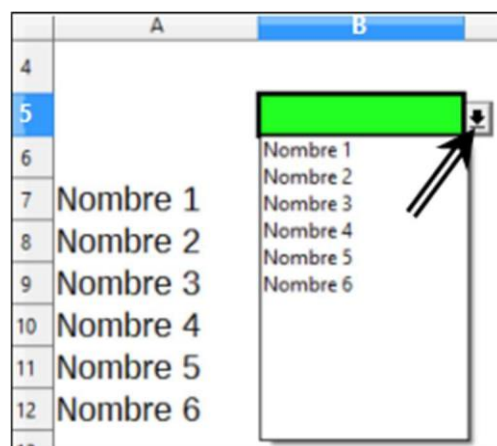 A B
4
5
Nombre 1
6
Nombre 2
7 Nombre 1
Nombre 3
8 Nombre 2
Nombre 4
9 Nombre 3
Nombre 5
Nombre 6
10 Nombre 4
11 Nombre 5
12 Nombre 6